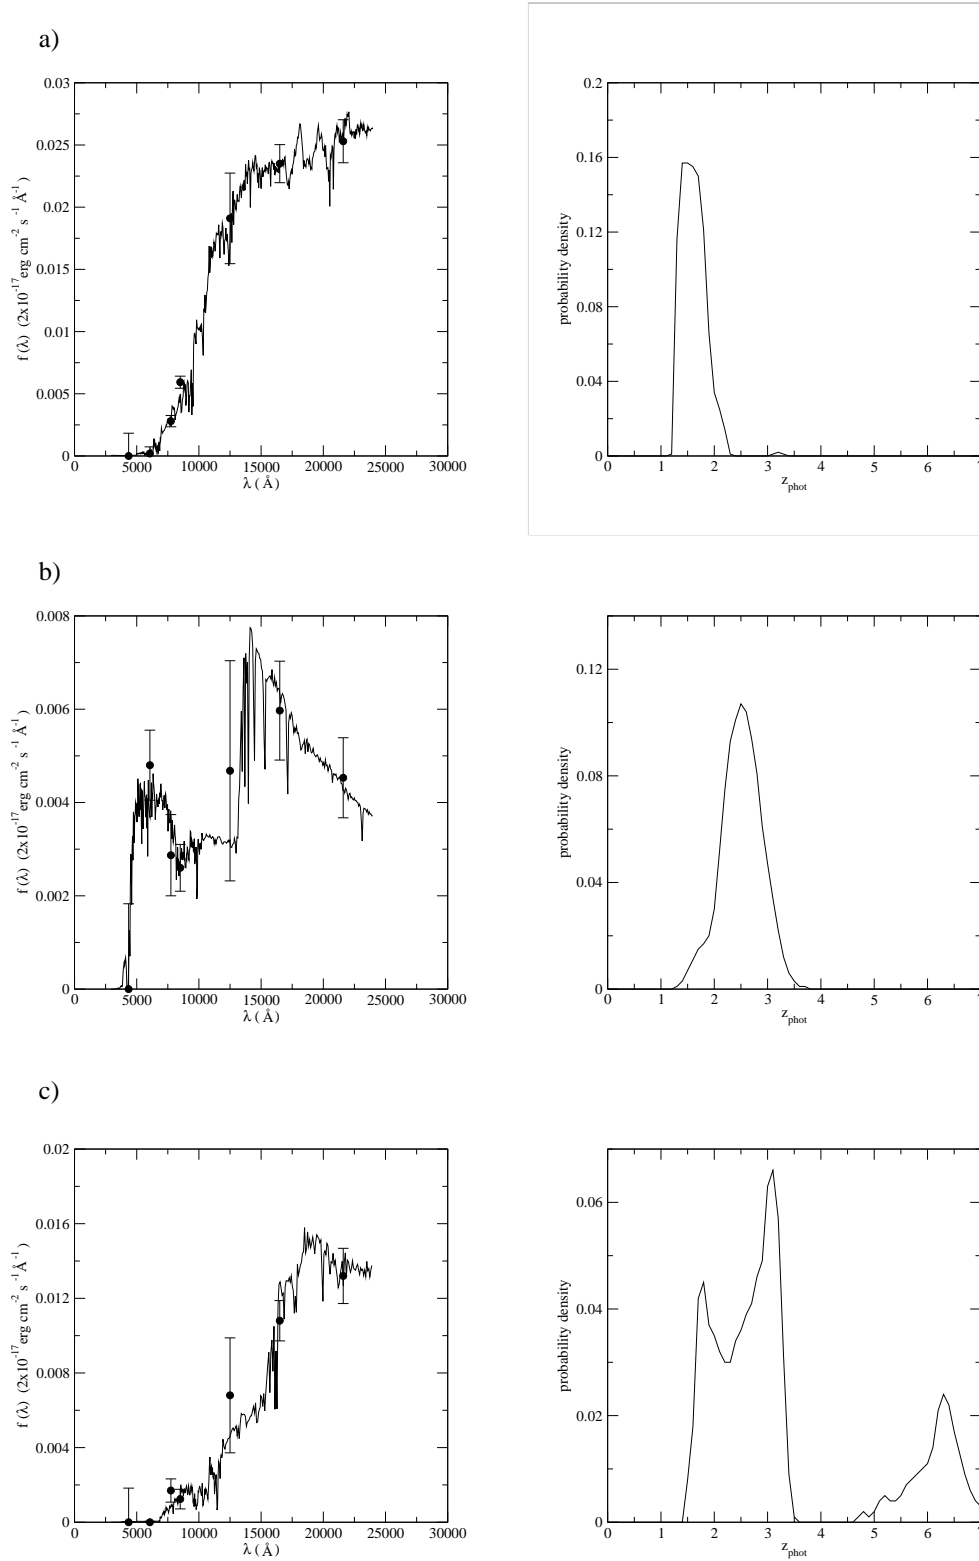 a)
0.03
0.025
0.02
0.015
0.01
0.005
0
0 5000 10000 15000 20000 25000 30000
λ (Å)
f (λ) (2x10-17 erg cm-2 s-1 Å-1)
0.2
0.16
0.12
0.08
0.04
0
0 1 2 3 4 5 6 7
zphot
probability density
b)
0.008
0.006
0.004
0.002
0
0 5000 10000 15000 20000 25000 30000
λ (Å)
f (λ) (2x10-17 erg cm-2 s-1 Å-1)
0.12
0.08
0.04
0
0 1 2 3 4 5 6 7
zphot
probability density
c)
0.02
0.016
0.012
0.008
0.004
0
0 5000 10000 15000 20000 25000 30000
λ (Å)
f (λ) (2x10-17 erg cm-2 s-1 Å-1)
0.06
0.04
0.02
0
0 1 2 3 4 5 6 7
zphot
probability density